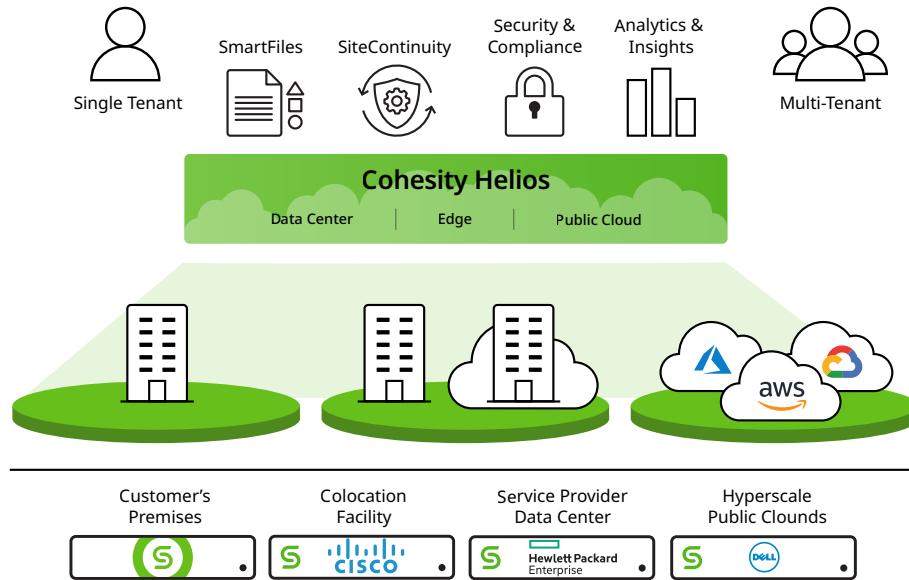 Single Tenant
SmartFiles
SiteContinuity
Security &
Compliance
Analytics &
Insights
Multi-Tenant
Cohesity Helios
Data Center
Edge
Public Cloud
aws
Customer's
Premises
Colocation
Facility
Service Provider
Data Center
Hyperscale
Public Clounds
CISCO
Hewlett Packard
Enterprise
DELL